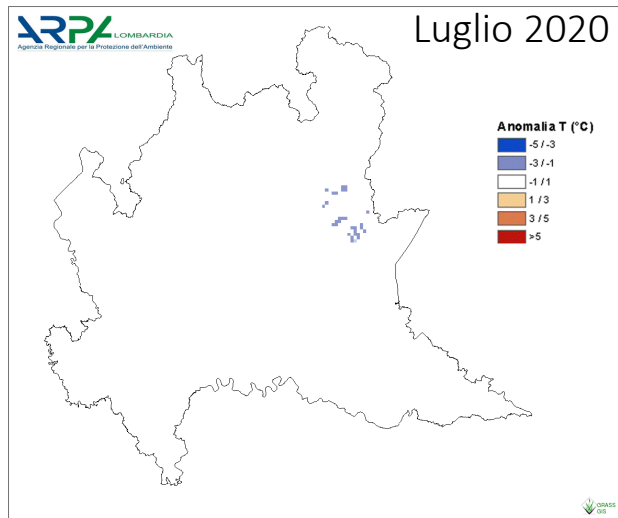 ARPA LOMBARDIA
Agenzia Regionale per la Protezione dell'Ambiente
Luglio 2020
Anomalia T (°C)
-5 / -3
-3 / -1
-1 / 1
1 / 3
3 / 5
>5
GRASS
GIS